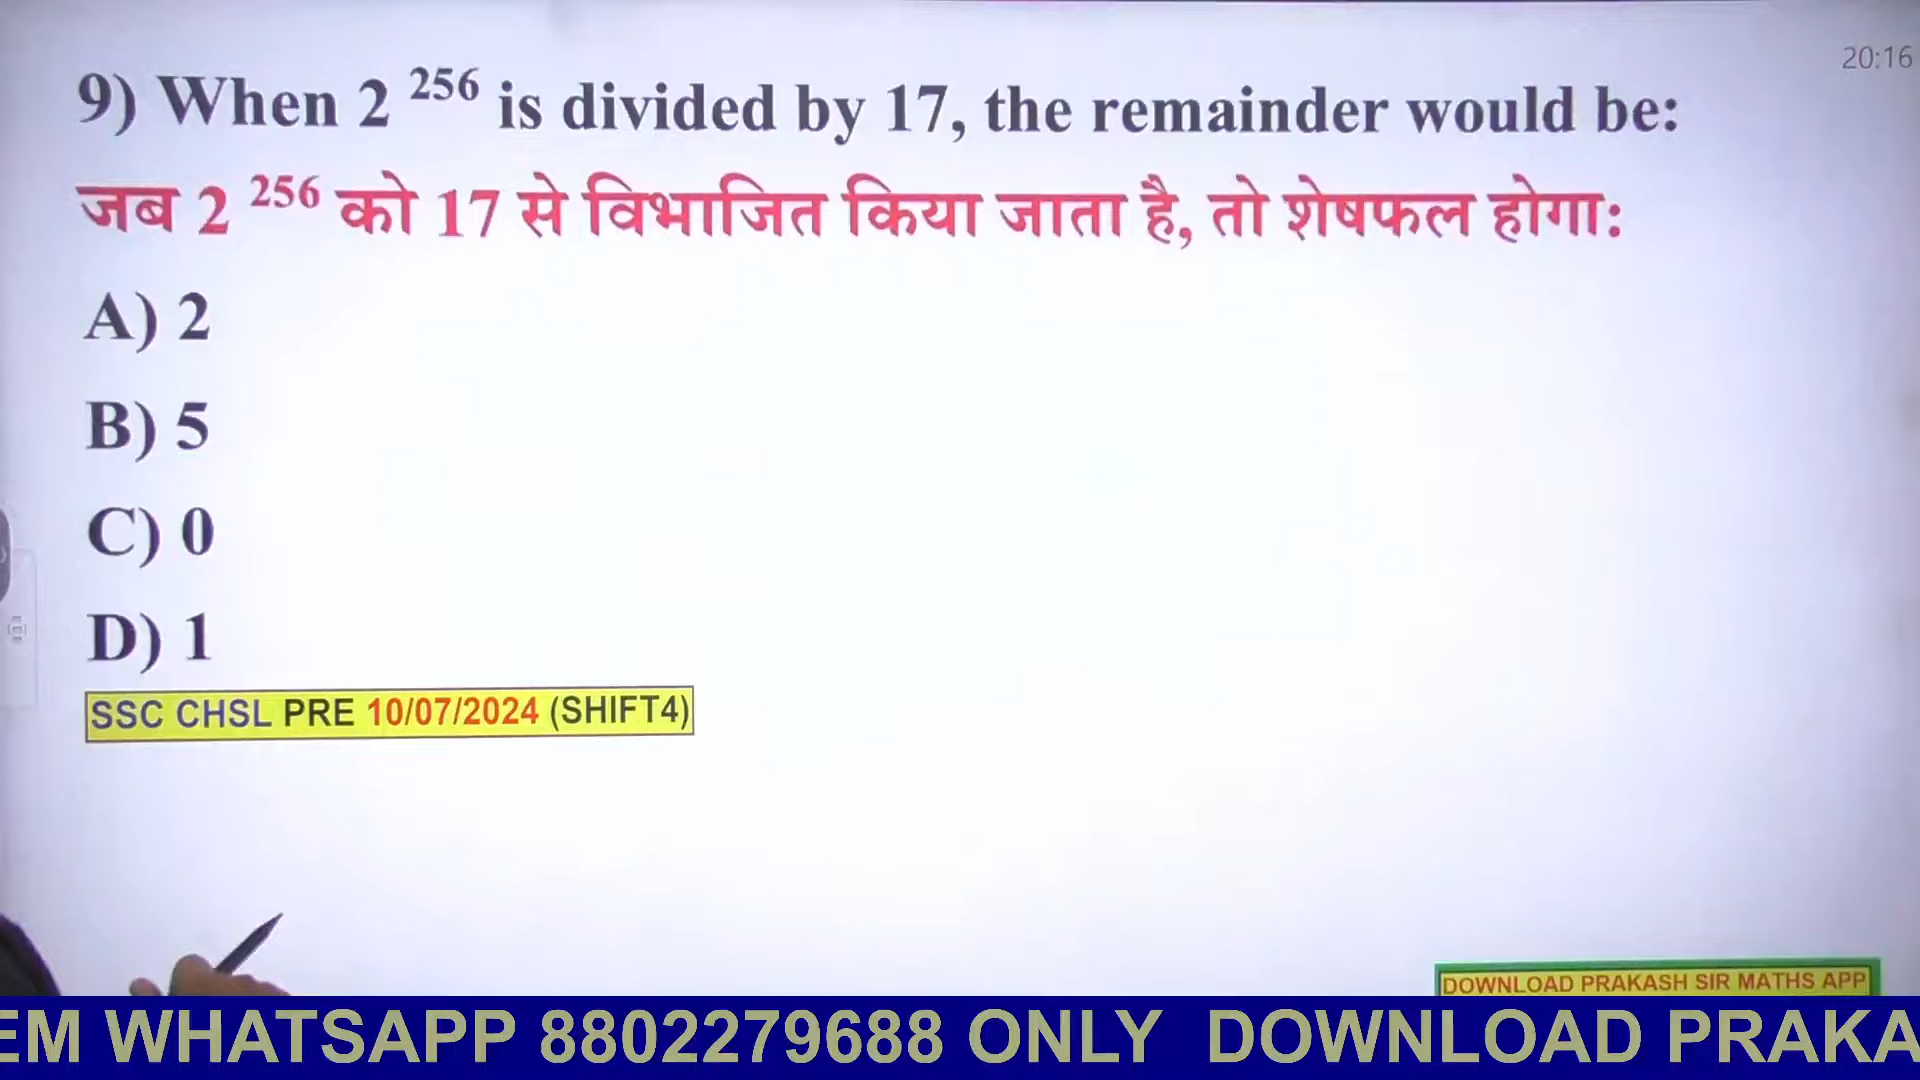 20:16
9) When 2 256 is divided by 17, the remainder would be:
जब 2 256 को 17 से विभाजित किया जाता है, तो शेषफल होगा:
A) 2
B) 5
C) 0
D) 1
SSC CHSL PRE 10/07/2024 (SHIFT4)
DOWNLOAD PRAKASH SIR MATHS APP
EM WHATSAPP 8802279688 ONLY DOWNLOAD PRAKA